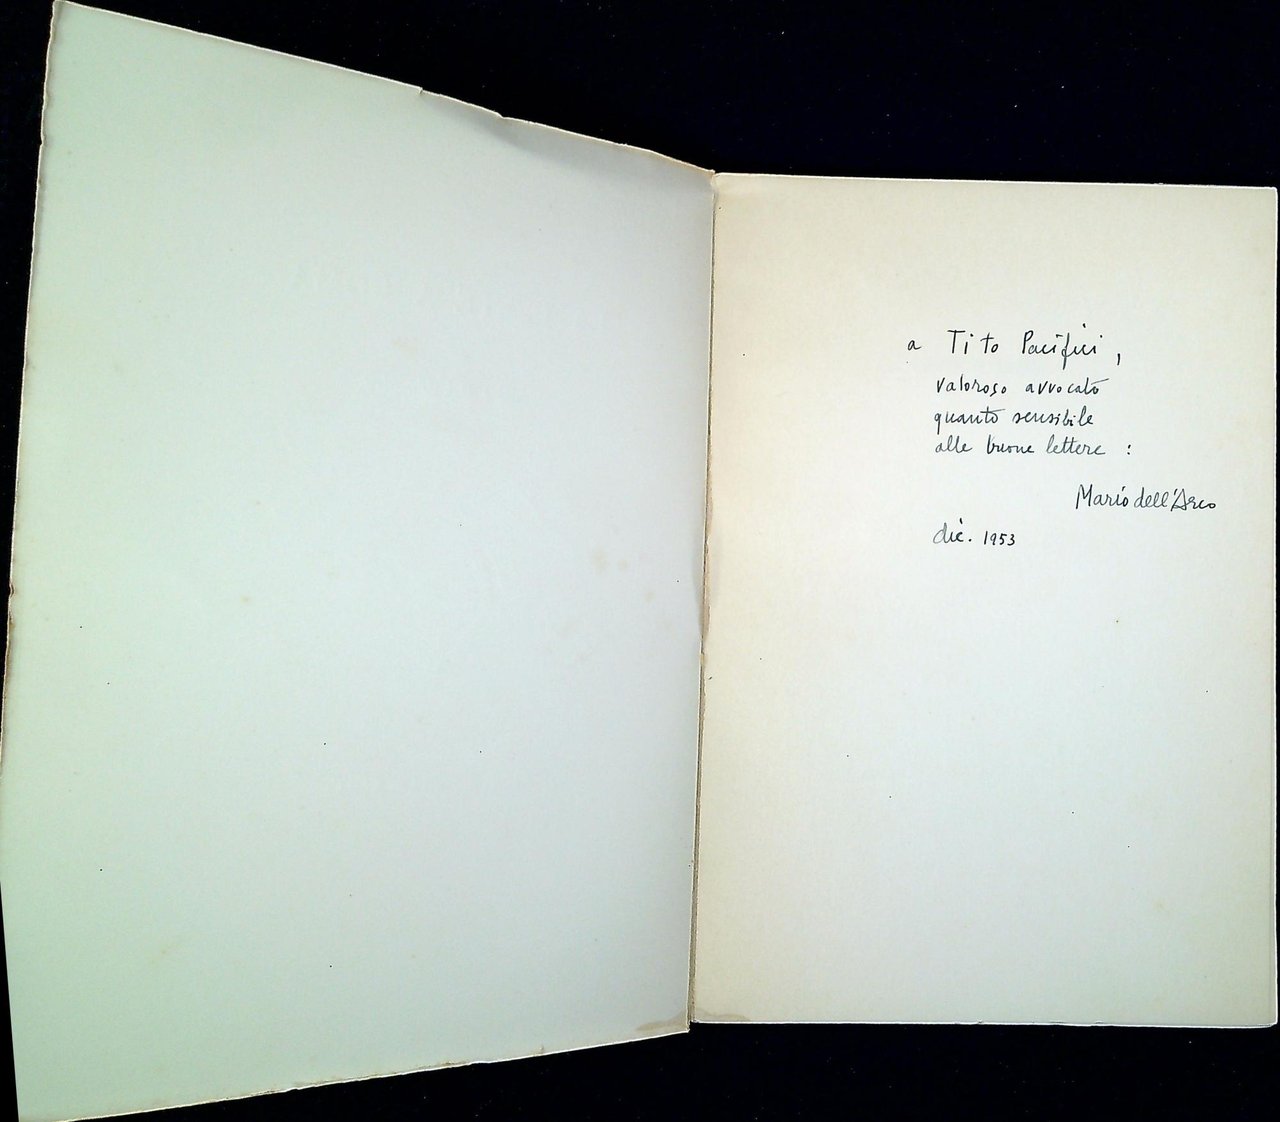 a Tito Pacifici,
valoroso avvocato
quanto sensibile
alle buone lettere :
Mario dell'Arco
dic. 1953